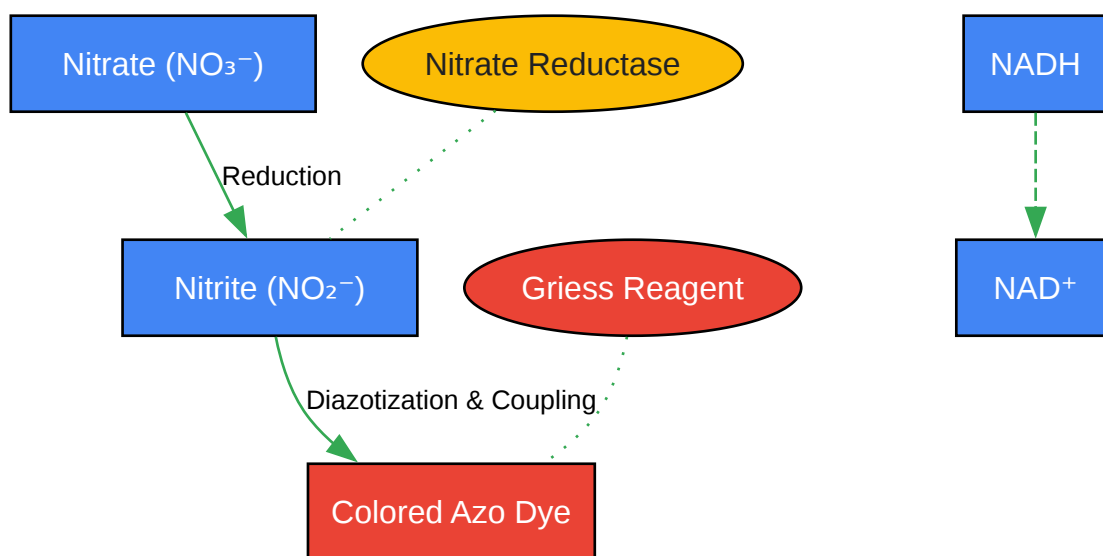 Nitrate (NO₃⁻)
Nitrate Reductase
NADH
Reduction
Nitrite (NO₂⁻)
Griess Reagent
NAD⁺
Diazotization & Coupling
Colored Azo Dye